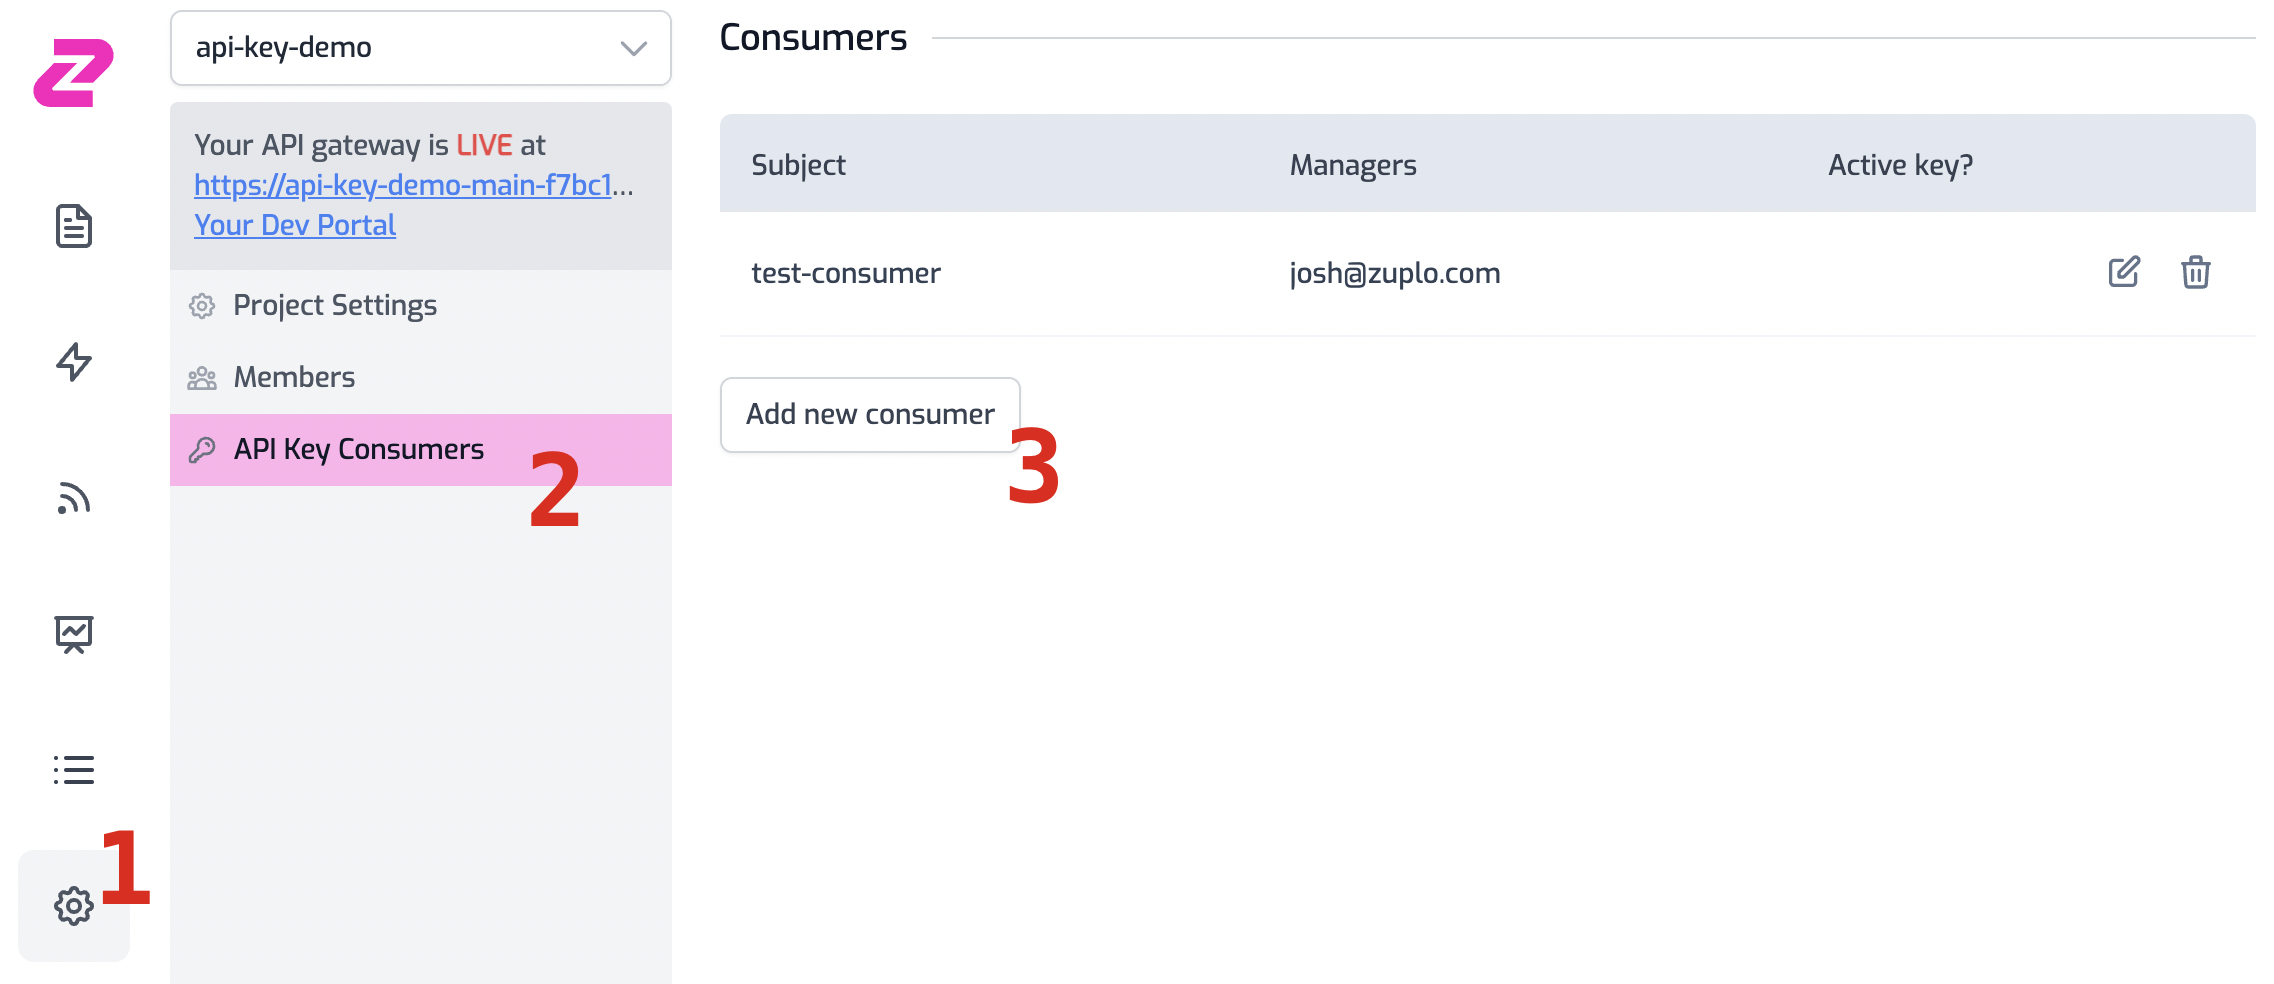 api-key-demo
Your API gateway is LIVE at
https://api-key-demo-main-f7bc1...
Your Dev Portal
Project Settings
Members
API Key Consumers
2
1
Consumers
Subject Managers Active key?
test-consumer josh@zuplo.com
Add new consumer
3